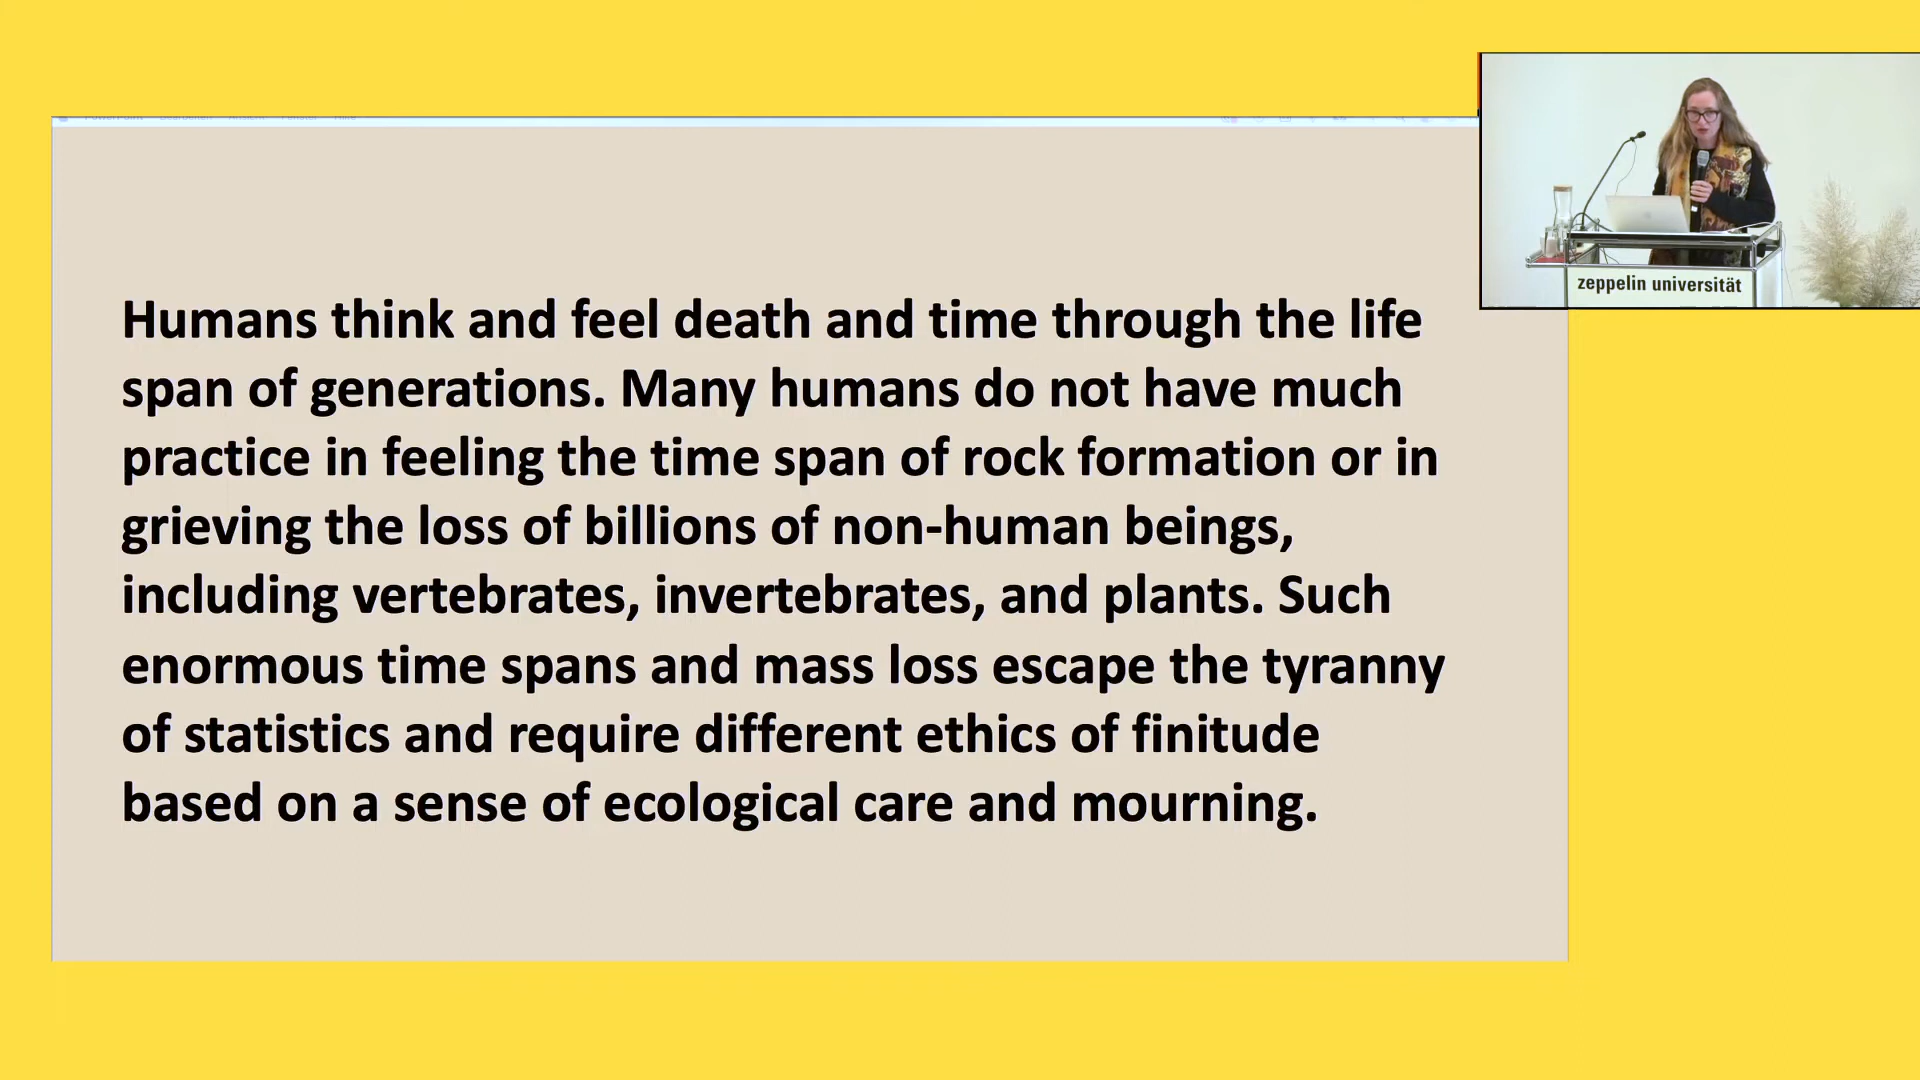 Humans think and feel death and time through the life
span of generations. Many humans do not have much
practice in feeling the time span of rock formation or in
grieving the loss of billions of non-human beings,
including vertebrates, invertebrates, and plants. Such
enormous time spans and mass loss escape the tyranny
of statistics and require different ethics of finitude
based on a sense of ecological care and mourning.
zeppelin universität